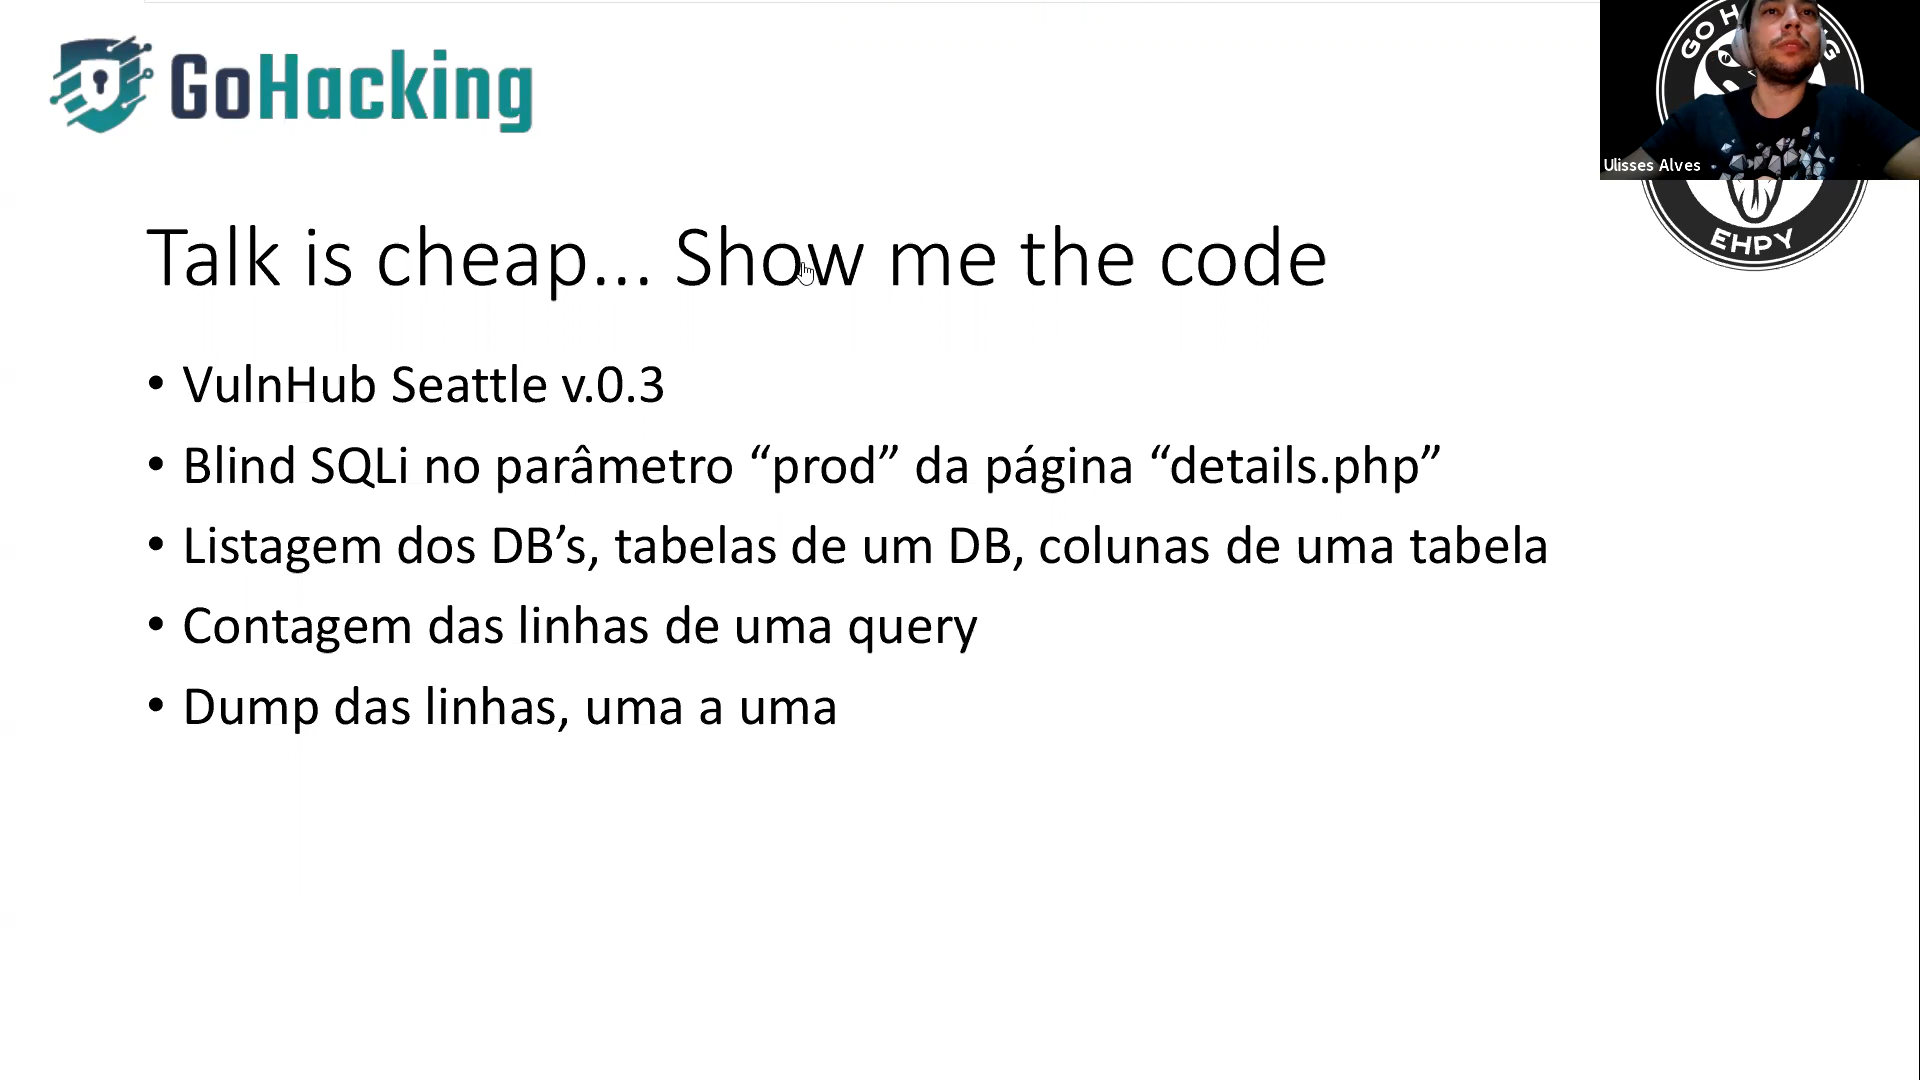 GoHacking
GO H
G
Ulisses Alves
EHPY
Talk is cheap... Show me the code
• VulnHub Seattle v.0.3
• Blind SQLi no parâmetro “prod” da página “details.php”
• Listagem dos DB’s, tabelas de um DB, colunas de uma tabela
• Contagem das linhas de uma query
• Dump das linhas, uma a uma